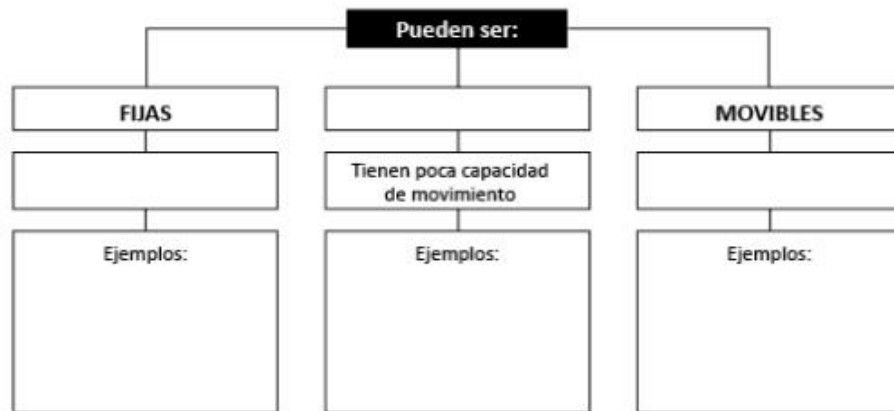 Pueden ser:
FIJAS
MOVIBLES
Tienen poca capacidad
de movimiento
Ejemplos:
Ejemplos:
Ejemplos: